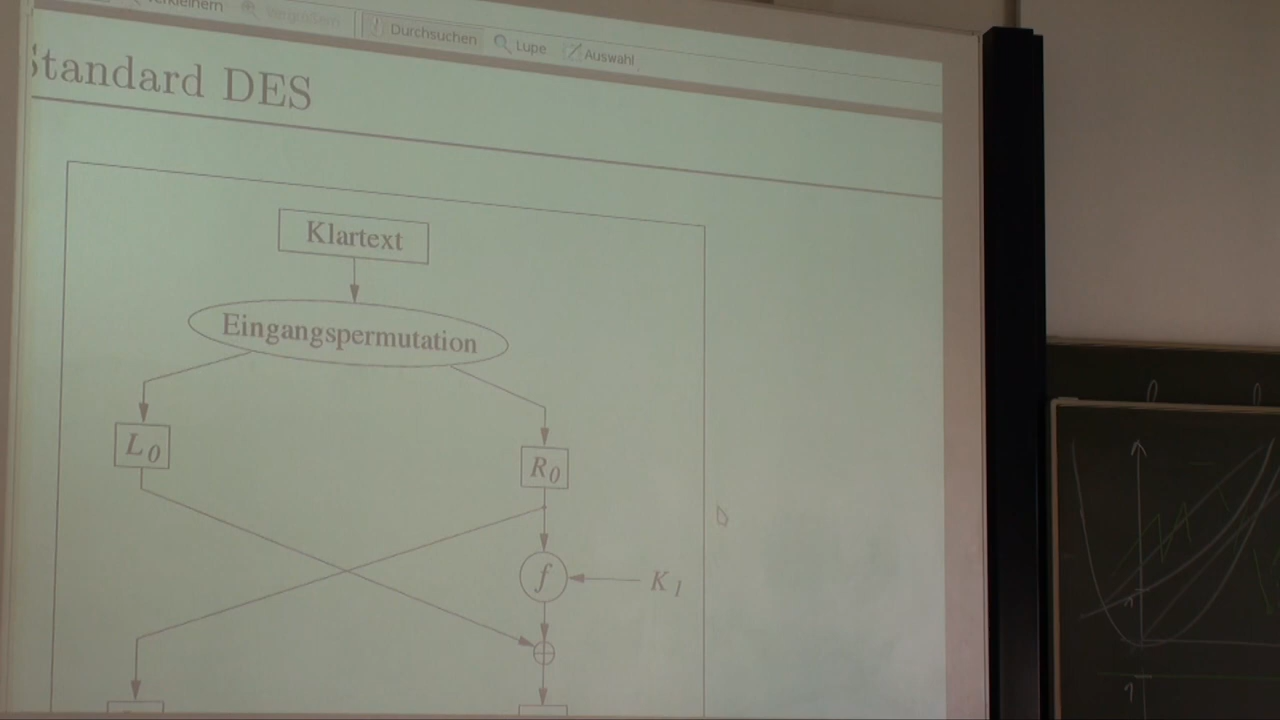 Durchsuchen Lupe Auswahl
Standard DES
Klartext
Eingangspermutation
L0
R0
f
K1